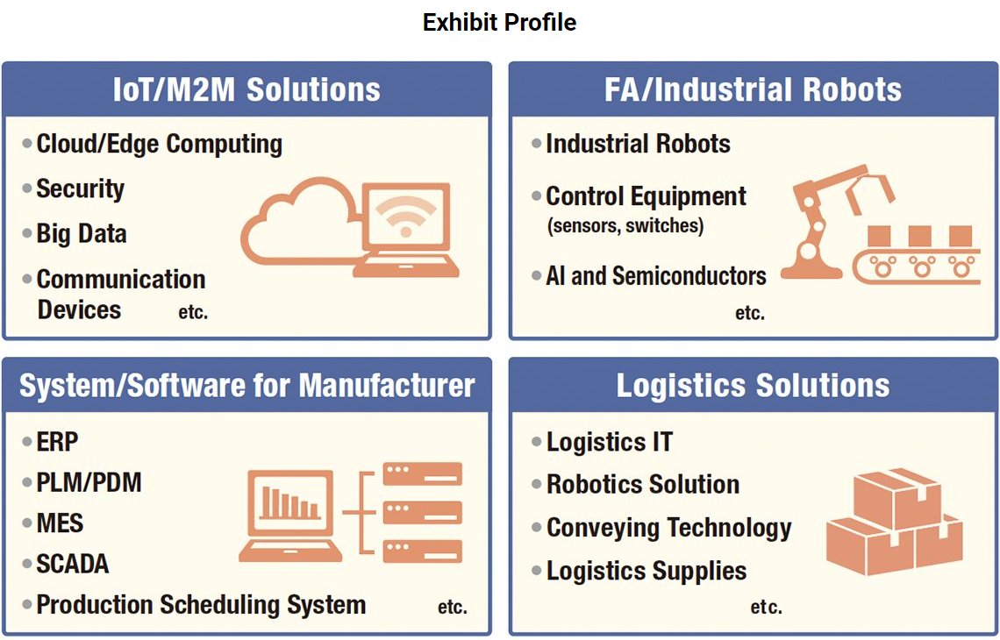 Exhibit Profile
IoT/M2M Solutions
Cloud/Edge Computing
Security
Big Data
Communication
Devices etc.
FA/Industrial Robots
Industrial Robots
Control Equipment
(sensors, switches)
AI and Semiconductors
etc.
System/Software for Manufacturer
ERP
PLM/PDM
MES
SCADA
Production Scheduling System etc.
Logistics Solutions
Logistics IT
Robotics Solution
Conveying Technology
Logistics Supplies
etc.